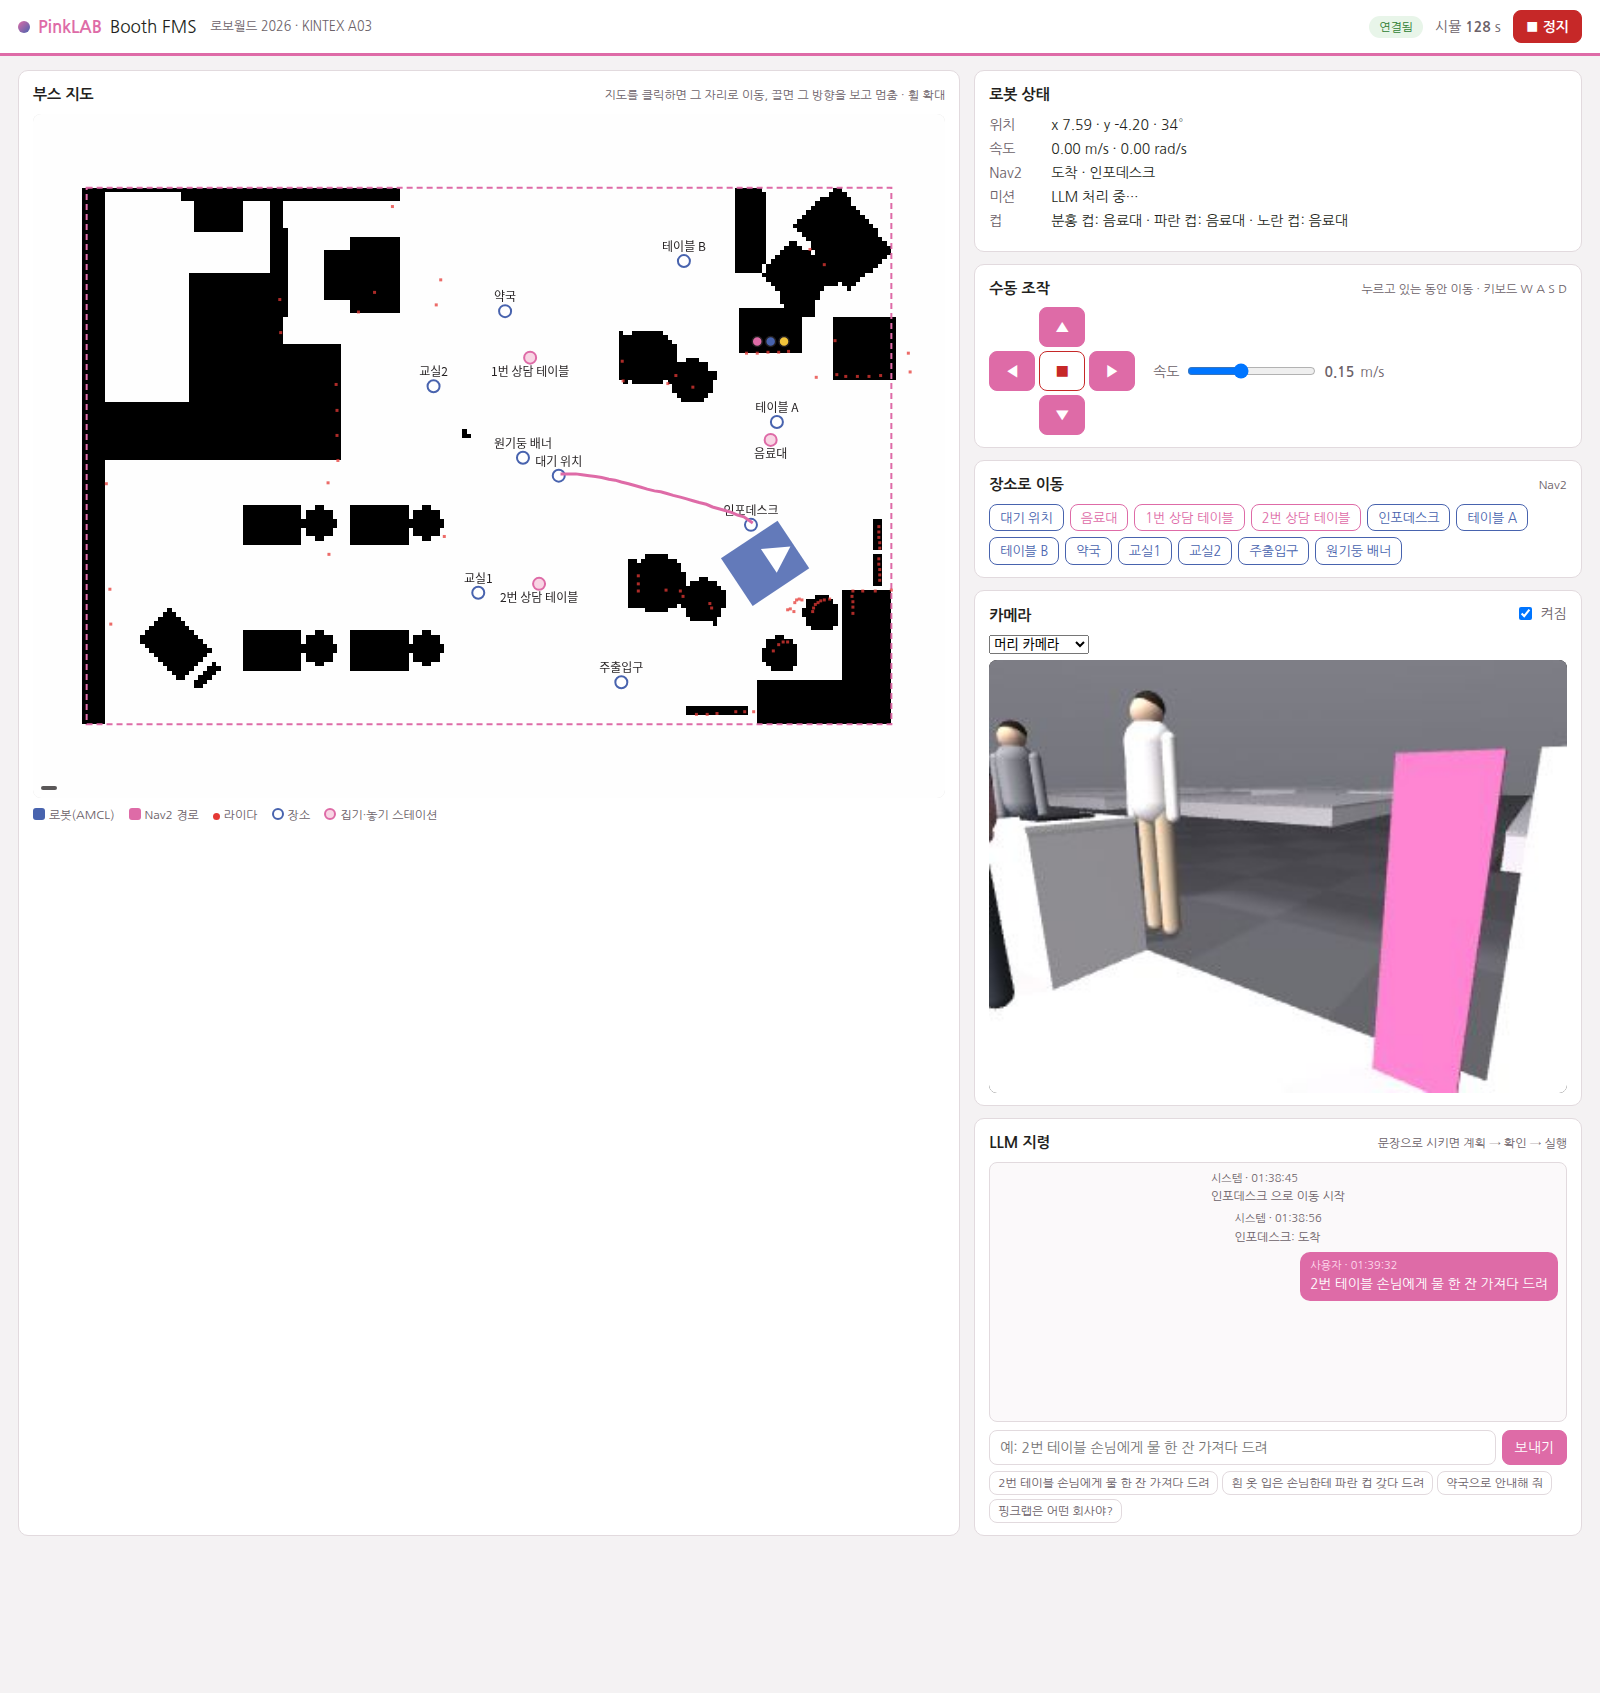 PinkLAB Booth FMS 로보월드 2026 · KINTEX A03
연결됨 시뮬 128 s ■ 정지
부스 지도
지도를 클릭하면 그 자리로 이동, 끌면 그 방향을 보고 멈춤 · 휠 확대
테이블 B
약국
1번 상담 테이블
교실2
테이블 A
원기둥 배너
음료대
대기 위치
인포데스크
교실1
2번 상담 테이블
주출입구
로봇(AMCL) Nav2 경로 라이다 장소 집기·놓기 스테이션
로봇 상태
위치 x 7.59 · y -4.20 · 34°
속도 0.00 m/s · 0.00 rad/s
Nav2 도착 · 인포데스크
미션 LLM 처리 중…
컵 분홍 컵: 음료대 · 파란 컵: 음료대 · 노란 컵: 음료대
수동 조작 누르고 있는 동안 이동 · 키보드 W A S D
▲
◀ ■ ▶ 속도 0.15 m/s
▼
장소로 이동 Nav2
대기 위치 음료대 1번 상담 테이블 2번 상담 테이블 인포데스크 테이블 A
테이블 B 약국 교실1 교실2 주출입구 원기둥 배너
카메라 켜짐
머리 카메라
LLM 지령 문장으로 시키면 계획 → 확인 → 실행
시스템 · 01:38:45
인포데스크 으로 이동 시작
시스템 · 01:38:56
인포데스크: 도착
사용자 · 01:39:32
2번 테이블 손님에게 물 한 잔 가져다 드려
예: 2번 테이블 손님에게 물 한 잔 가져다 드려 보내기
2번 테이블 손님에게 물 한 잔 가져다 드려 흰 옷 입은 손님한테 파란 컵 갖다 드려 약국으로 안내해 줘
핑크랩은 어떤 회사야?